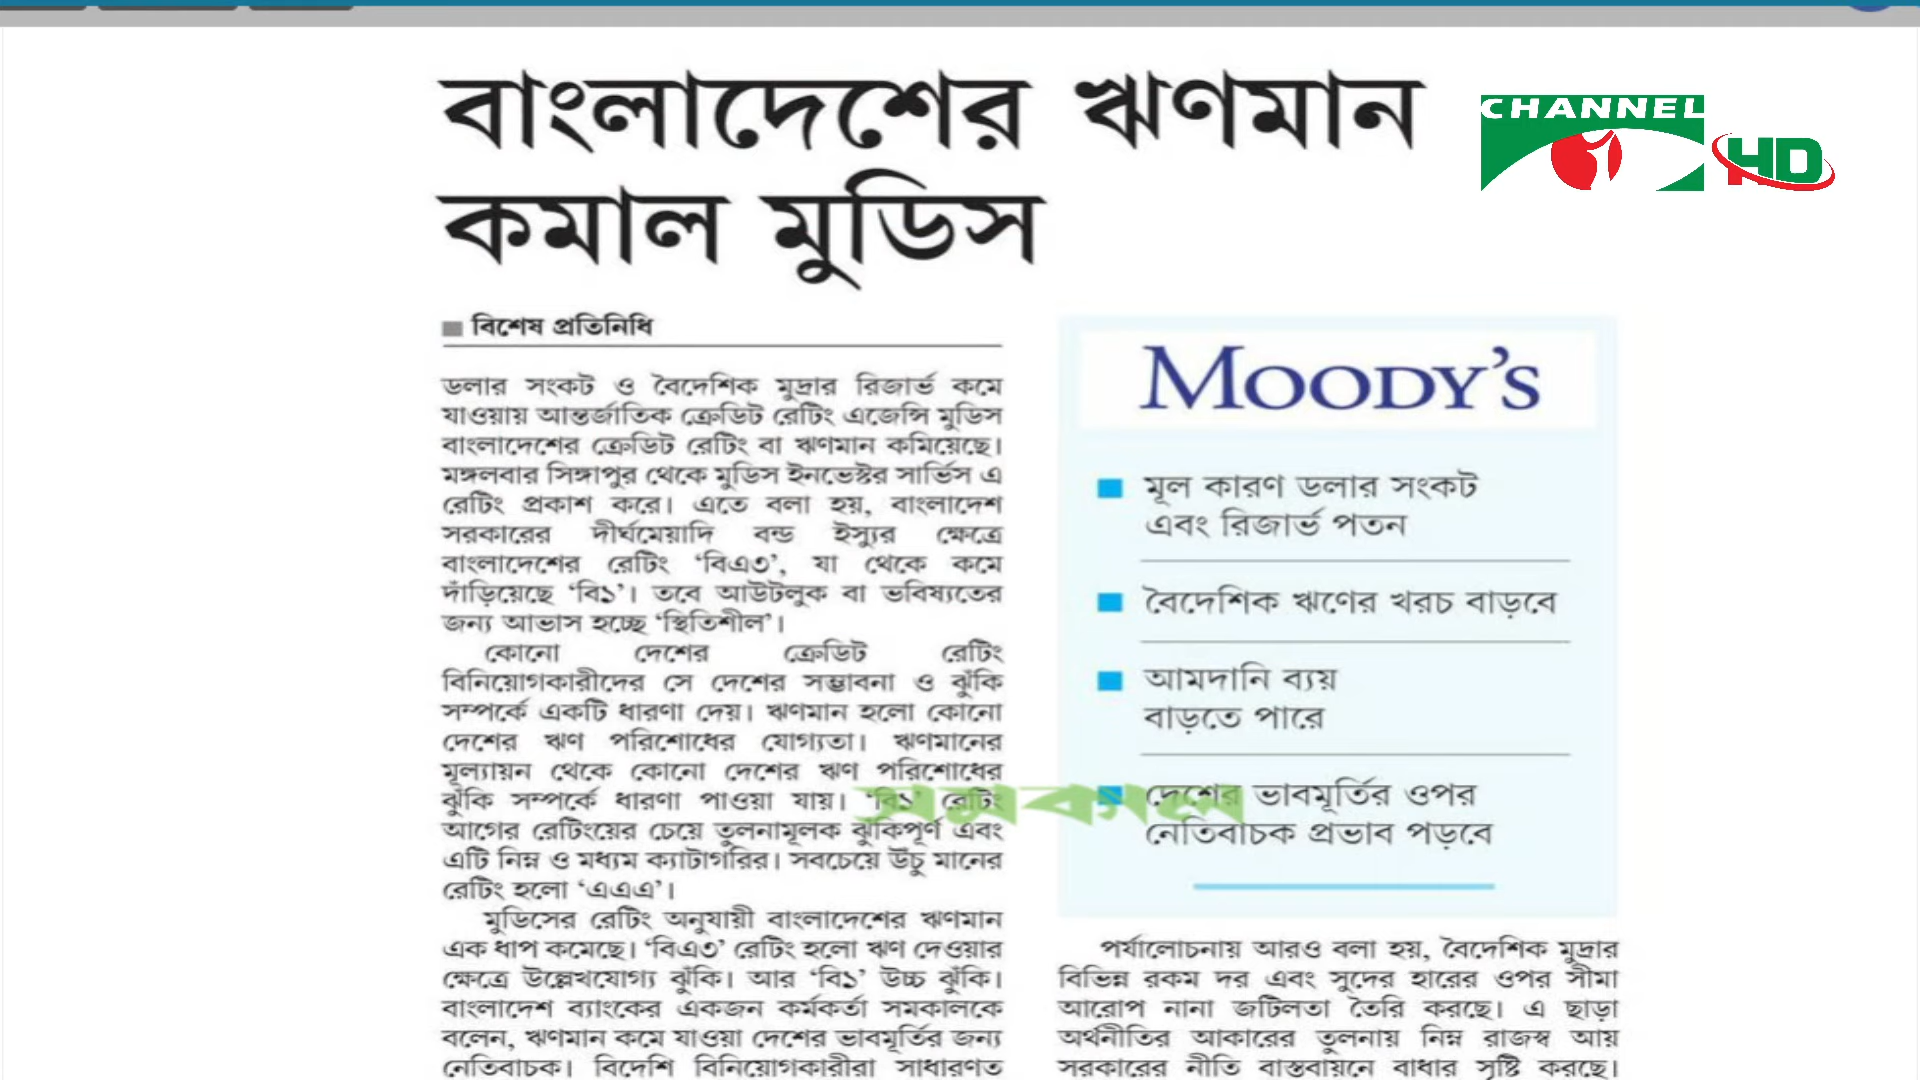 বাংলাদেশের ঋণমান
কমাল মুডিস
CHANNEL
i
HD
বিশেষ প্রতিনিধি
ডলার সংকট ও বৈদেশিক মুদ্রার রিজার্ভ কমে
যাওয়ায় আন্তর্জাতিক ক্রেডিট রেটিং এজেন্সি মুডিস
বাংলাদেশের ক্রেডিট রেটিং বা ঋণমান কমিয়েছে।
মঙ্গলবার সিঙ্গাপুর থেকে মুডিস ইনভেস্টর সার্ভিস এ
রেটিং প্রকাশ করে। এতে বলা হয়, বাংলাদেশ
সরকারের দীর্ঘমেয়াদি বন্ড ইস্যুর ক্ষেত্রে
বাংলাদেশের রেটিং ‘বিএ৩’, যা থেকে কমে
দাঁড়িয়েছে ‘বি১’। তবে আউটলুক বা ভবিষ্যতের
জন্য আভাস হচ্ছে ‘স্থিতিশীল’।
কোনো দেশের ক্রেডিট রেটিং
বিনিয়োগকারীদের সে দেশের সম্ভাবনা ও ঝুঁকি
সম্পর্কে একটি ধারণা দেয়। ঋণমান হলো কোনো
দেশের ঋণ পরিশোধের যোগ্যতা। ঋণমানের
মূল্যায়ন থেকে কোনো দেশের ঋণ পরিশোধের
ঝুঁকি সম্পর্কে ধারণা পাওয়া যায়। ‘বি১’ রেটিং
আগের রেটিংয়ের চেয়ে তুলনামূলক ঝুঁকিপূর্ণ এবং
এটি নিম্ন ও মধ্যম ক্যাটাগরির। সবচেয়ে উঁচু মানের
রেটিং হলো ‘এএএ’।
মুডিসের রেটিং অনুযায়ী বাংলাদেশের ঋণমান
এক ধাপ কমেছে। ‘বিএ৩’ রেটিং হলো ঋণ দেওয়ার
ক্ষেত্রে উল্লেখযোগ্য ঝুঁকি। আর ‘বি১’ উচ্চ ঝুঁকি।
বাংলাদেশ ব্যাংকের একজন কর্মকর্তা সমকালকে
বলেন, ঋণমান কমে যাওয়া দেশের ভাবমূর্তির জন্য
নেতিবাচক। বিদেশি বিনিয়োগকারীরা সাধারণত
MOODY’S
মূল কারণ ডলার সংকট
এবং রিজার্ভ পতন
বৈদেশিক ঋণের খরচ বাড়বে
আমদানি ব্যয়
বাড়তে পারে
দেশের ভাবমূর্তির ওপর
নেতিবাচক প্রভাব পড়বে
সমকাল
পর্যালোচনায় আরও বলা হয়, বৈদেশিক মুদ্রার
বিভিন্ন রকম দর এবং সুদের হারের ওপর সীমা
আরোপ নানা জটিলতা তৈরি করছে। এ ছাড়া
অর্থনীতির আকারের তুলনায় নিম্ন রাজস্ব আয়
সরকারের নীতি বাস্তবায়নে বাধার সৃষ্টি করছে।